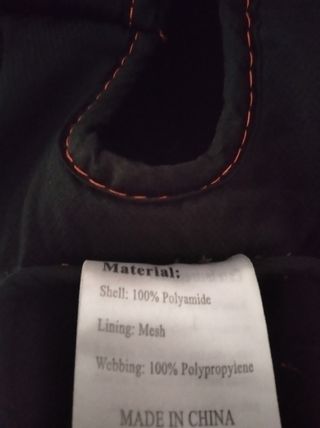 Material:
Shell: 100% Polyamide
Lining: Mesh
Webbing: 100% Polypropylene
MADE IN CHINA